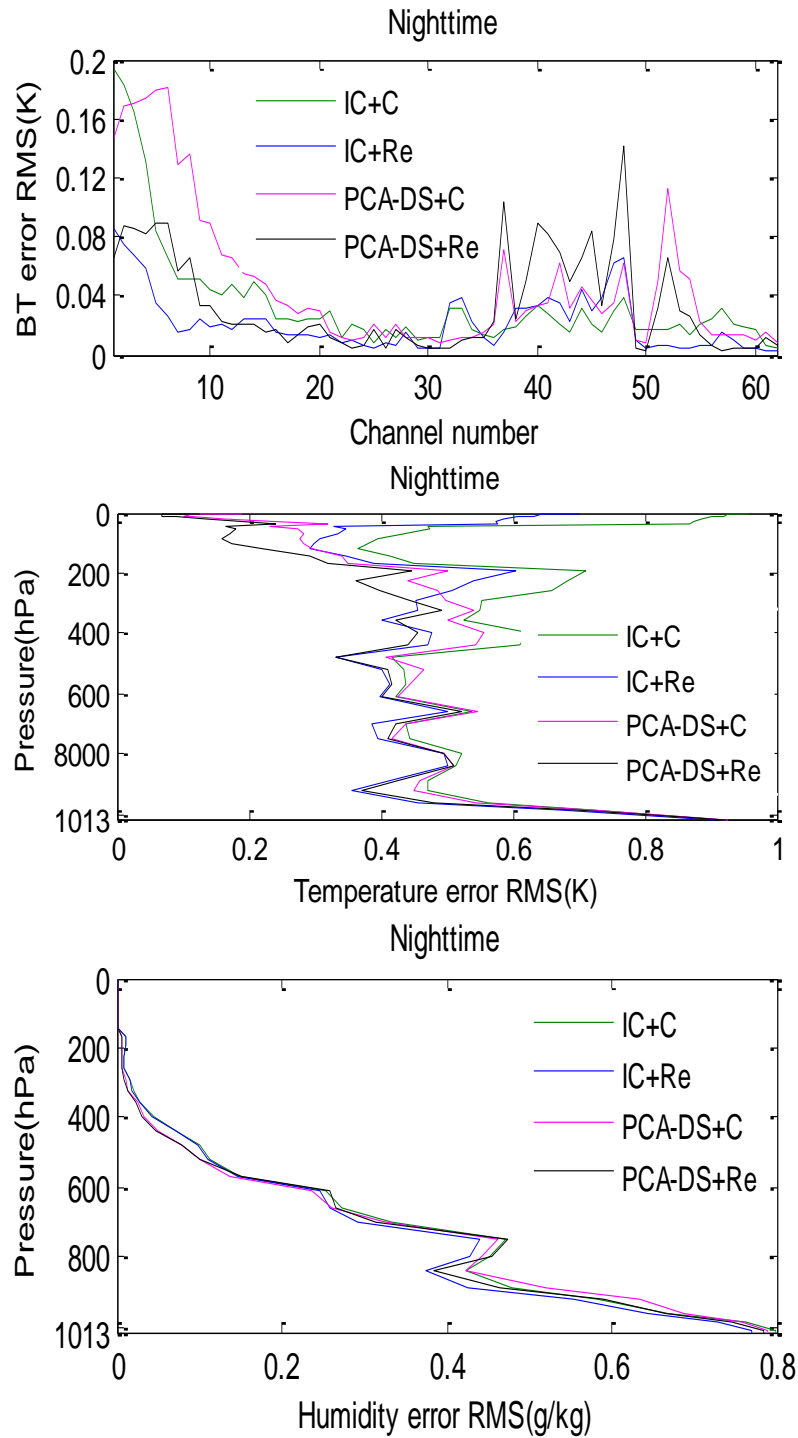 Nighttime
BT error RMS(K)
0.2
0.16
0.12
0.08
0.04
0
IC+C
IC+Re
PCA-DS+C
PCA-DS+Re
10 20 30 40 50 60
Channel number
Nighttime
Pressure(hPa)
0
200
400
600
8000
1013
IC+C
IC+Re
PCA-DS+C
PCA-DS+Re
0 0.2 0.4 0.6 0.8 1
Temperature error RMS(K)
Nighttime
Pressure(hPa)
0
200
400
600
800
1013
IC+C
IC+Re
PCA-DS+C
PCA-DS+Re
0 0.2 0.4 0.6 0.8
Humidity error RMS(g/kg)